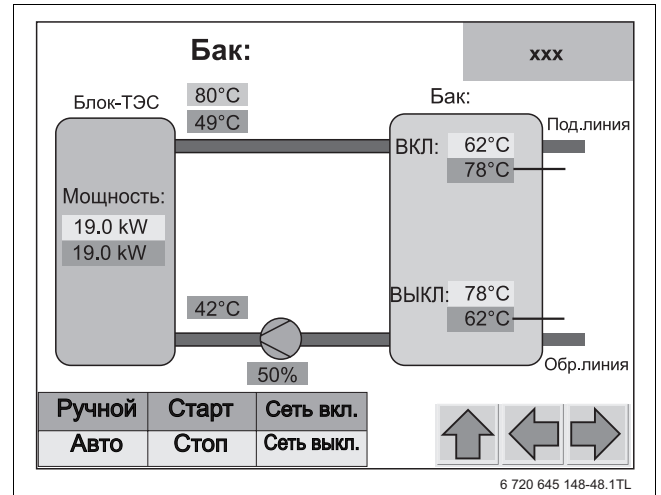 Бак:
xxx
Блок-ТЭС
80°C
49°C
Бак:
Под.линия
ВКЛ: 62°C
78°C
Мощность:
19.0 kW
19.0 kW
42°C
ВЫКЛ: 78°C
62°C
50%
Обр.линия
Ручной Старт Сеть вкл.
Авто Стоп Сеть выкл.
6 720 645 148-48.1TL